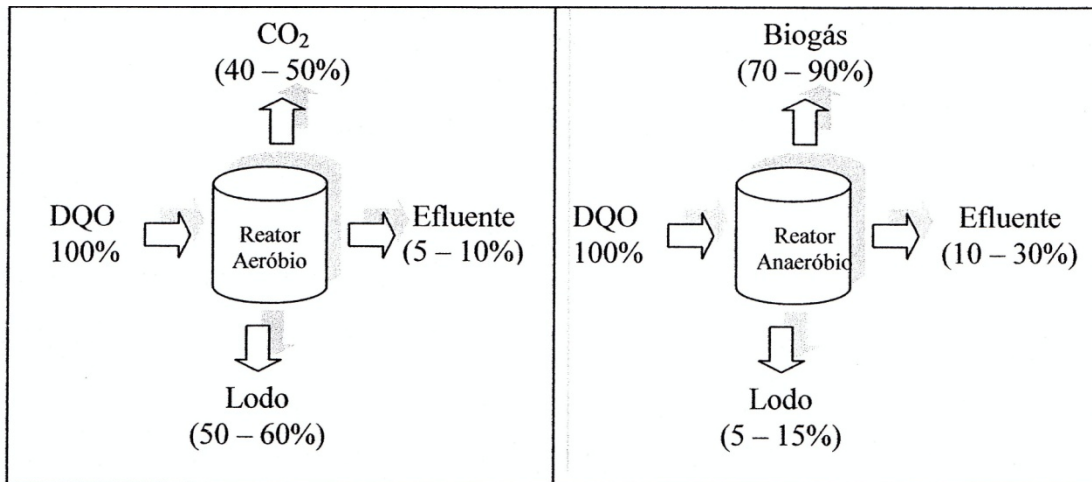 CO₂
(40 – 50%)
DQO
100%
Reator
Aeróbio
Efluente
(5 – 10%)
Lodo
(50 – 60%)
Biogás
(70 – 90%)
DQO
100%
Reator
Anaeróbio
Efluente
(10 – 30%)
Lodo
(5 – 15%)